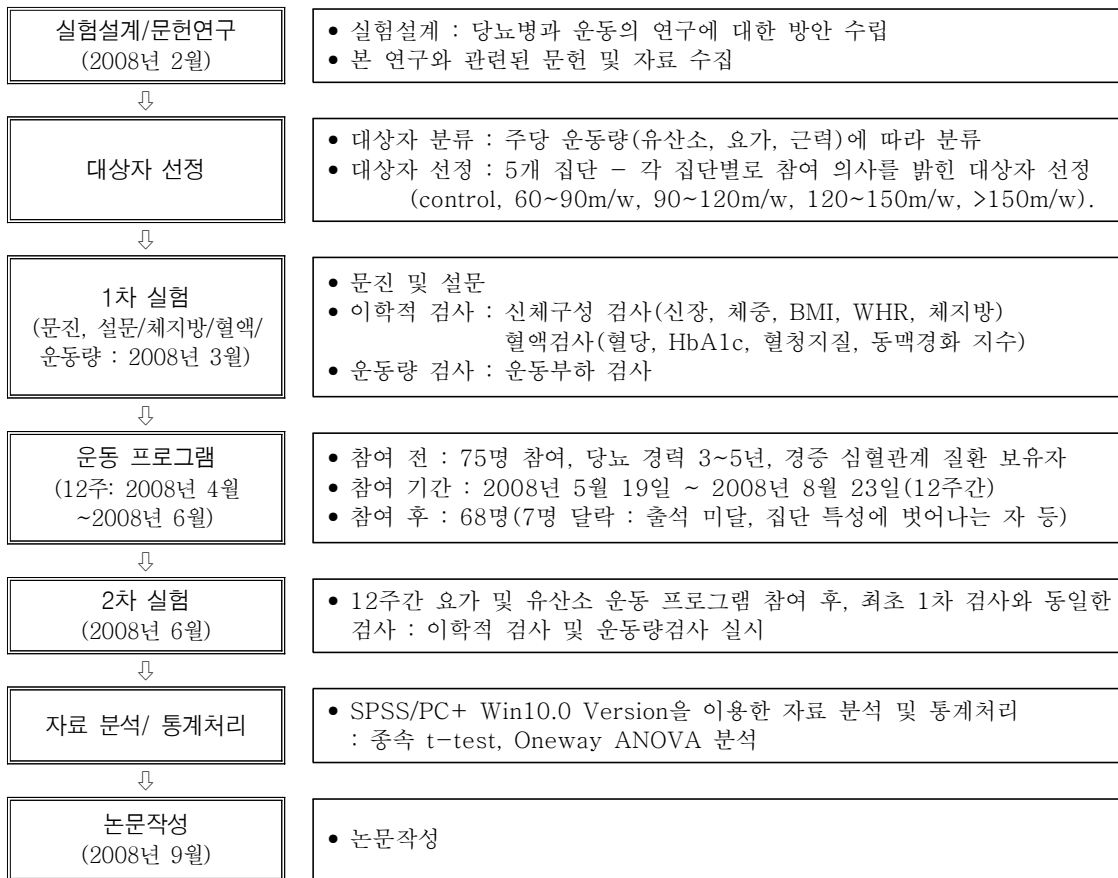 실험설계/문헌연구
(2008년 2월)
• 실험설계 : 당뇨병과 운동의 연구에 대한 방안 수립
• 본 연구와 관련된 문헌 및 자료 수집
⇩
대상자 선정
• 대상자 분류 : 주당 운동량(유산소, 요가, 근력)에 따라 분류
• 대상자 선정 : 5개 집단 - 각 집단별로 참여 의사를 밝힌 대상자 선정
(control, 60~90m/w, 90~120m/w, 120~150m/w, >150m/w).
⇩
1차 실험
(문진, 설문/체지방/혈액/
운동량 : 2008년 3월)
• 문진 및 설문
• 이학적 검사 : 신체구성 검사(신장, 체중, BMI, WHR, 체지방)
혈액검사(혈당, HbA1c, 혈청지질, 동맥경화 지수)
• 운동량 검사 : 운동부하 검사
⇩
운동 프로그램
(12주: 2008년 4월
~2008년 6월)
• 참여 전 : 75명 참여, 당뇨 경력 3~5년, 경증 심혈관계 질환 보유자
• 참여 기간 : 2008년 5월 19일 ~ 2008년 8월 23일(12주간)
• 참여 후 : 68명(7명 달락 : 출석 미달, 집단 특성에 벗어나는 자 등)
⇩
2차 실험
(2008년 6월)
• 12주간 요가 및 유산소 운동 프로그램 참여 후, 최초 1차 검사와 동일한
검사 : 이학적 검사 및 운동량검사 실시
⇩
자료 분석/ 통계처리
• SPSS/PC+ Win10.0 Version을 이용한 자료 분석 및 통계처리
: 종속 t-test, Oneway ANOVA 분석
⇩
논문작성
(2008년 9월)
• 논문작성